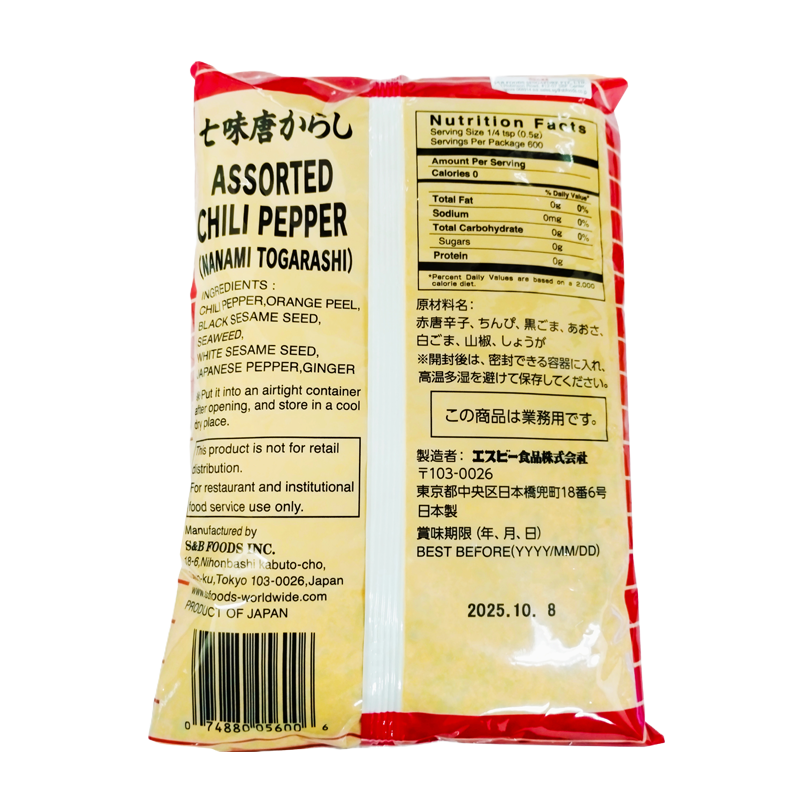 七味唐からし
ASSORTED
CHILI PEPPER
(NANAMI TOGARASHI)
INGREDIENTS :
CHILI PEPPER,ORANGE PEEL,
BLACK SESAME SEED,
SEAWEED,
WHITE SESAME SEED,
JAPANESE PEPPER,GINGER
※Put it into an airtight container
after opening, and store in a cool
dry place.
This product is not for retail
distribution.
For restaurant and institutional
food service use only.
Manufactured by
S&B FOODS INC.
18-6,Nihonbashi kabuto-cho,
-ku,Tokyo 103-0026,Japan
foods-worldwide.com
PRODUCT OF JAPAN
0 74880 05600 6
Nutrition Facts
Serving Size 1/4 tsp (0.5g)
Servings Per Package 600
Amount Per Serving
Calories 0
% Daily Value*
Total Fat 0g 0%
Sodium 0mg 0%
Total Carbohydrate 0g 0%
Sugars 0g
Protein 0g
*Percent Daily Values are based on a 2,000
calorie diet.
原材料名：
赤唐辛子、ちんぴ、黒ごま、あおさ、
白ごま、山椒、しょうが
※開封後は、密封できる容器に入れ、
高温多湿を避けて保存してください。
この商品は業務用です。
製造者：エスビー食品株式会社
〒103-0026
東京都中央区日本橋兜町18番6号
日本製
賞味期限（年、月、日）
BEST BEFORE(YYYY/MM/DD)
2025.10. 8